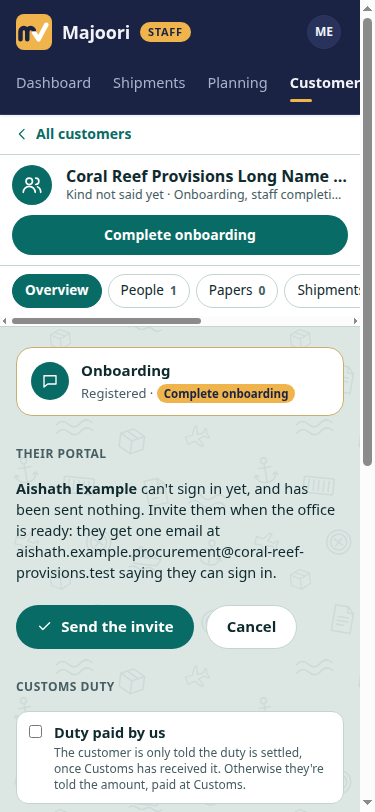 Majoori STAFF ME
Dashboard Shipments Planning Customer
All customers
Coral Reef Provisions Long Name ...
Kind not said yet · Onboarding, staff completi...
Complete onboarding
Overview People 1 Papers 0 Shipments
Onboarding
Registered · Complete onboarding
THEIR PORTAL
Aishath Example can't sign in yet, and has
been sent nothing. Invite them when the office
is ready: they get one email at
aishath.example.procurement@coral-reef-
provisions.test saying they can sign in.
Send the invite Cancel
CUSTOMS DUTY
Duty paid by us
The customer is only told the duty is settled,
once Customs has received it. Otherwise they're
told the amount, paid at Customs.